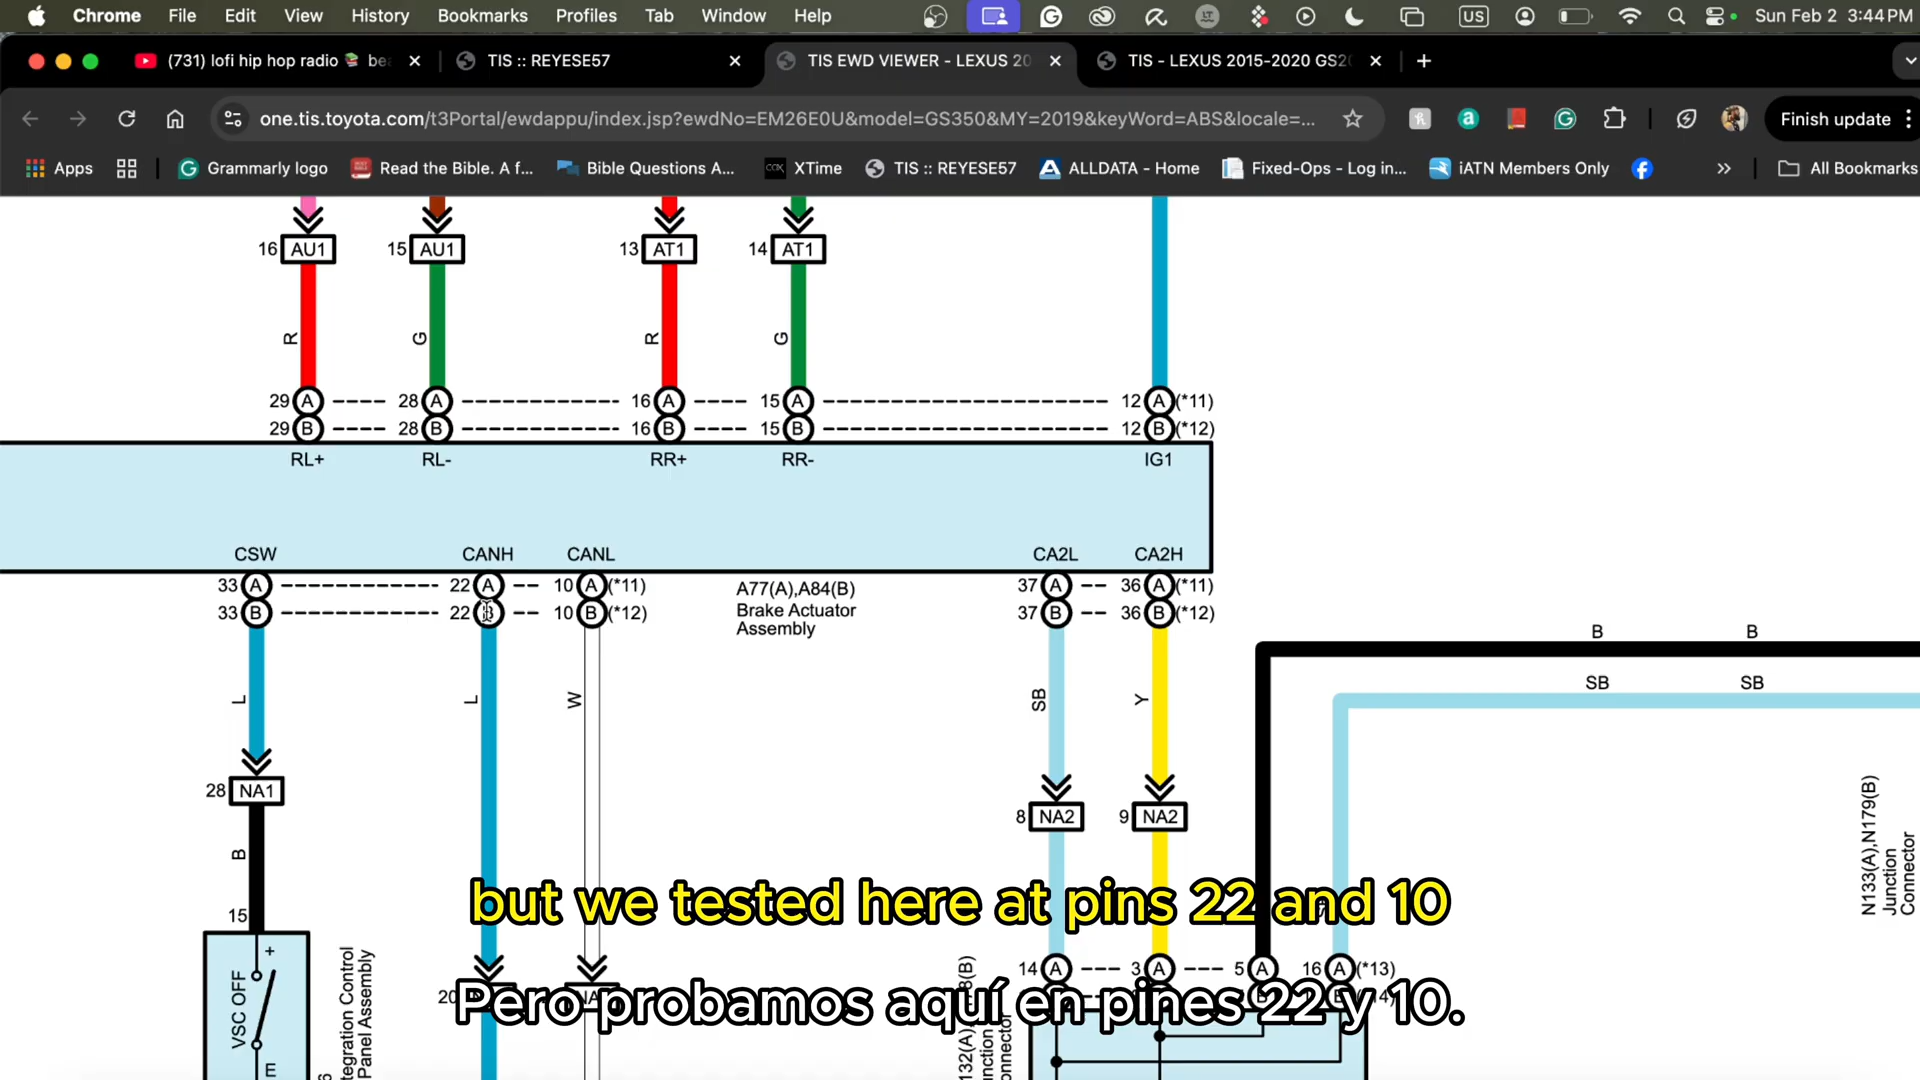 Chrome File Edit View History Bookmarks Profiles Tab Window Help US Sun Feb 2 3:44 PM
(731) lofi hip hop radio 📚 be TIS :: REYESE57 TIS EWD VIEWER - LEXUS 20 TIS - LEXUS 2015-2020 GS20
one.tis.toyota.com/t3Portal/ewdappu/index.jsp?ewdNo=EM26E0U&model=GS350&MY=2019&keyWord=ABS&locale=... Finish update
Apps Grammarly logo Read the Bible. A f... Bible Questions A... XTime TIS :: REYESE57 ALLDATA - Home Fixed-Ops - Log in... iATN Members Only All Bookmarks
16 AU1 15 AU1 13 AT1 14 AT1
R G R G
29 A 28 A 16 A 15 A 12 A (*11)
29 B 28 B 16 B 15 B 12 B (*12)
RL+ RL- RR+ RR- IG1
CSW CANH CANL CA2L CA2H
33 A 22 A 10 A (*11) 37 A 36 A (*11)
33 B 22 B 10 B (*12) 37 B 36 B (*12)
A77(A),A84(B)
Brake Actuator
Assembly
B B
SB SB
L L W SB Y
28 NA1
8 NA2 9 NA2
N133(A),N179(B)
Junction
Connector
B
15
but we tested here at pins 22 and 10
14 A 3 A 5 A 16 A (*13)
Pero probamos aquí en pines 22 y 10.
VSC OFF
+
E